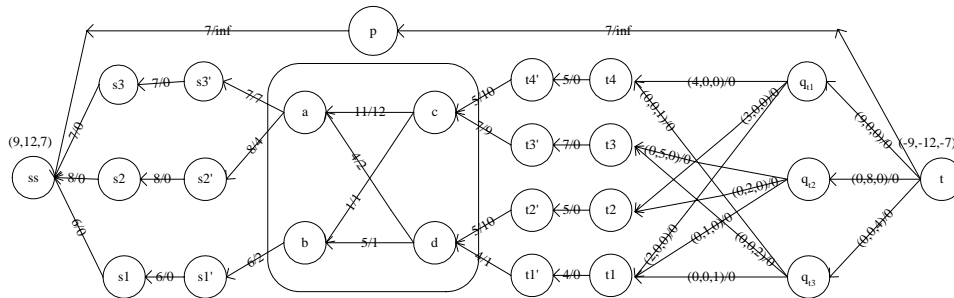 7/inf
p
7/inf
s3
7/0
s3'
7/7
a
11/12
c
5/10
t4'
5/0
t4
(4,0,0)/0
q_t1
(9,0,0)/0
(3,0,0)/0
(0,0,1)/0
7/0
8/4
4/2
7/9
t3'
7/0
t3
(0,5,0)/0
(9,12,7)
(-9,-12,-7)
ss
8/0
s2
8/0
s2'
1/1
5/10
t2'
5/0
t2
(0,2,0)/0
q_t2
(0,8,0)/0
t
6/0
b
5/1
d
(0,1,0)/0
(2,0,0)/0
(0,0,2)/0
(0,0,4)/0
s1
6/0
s1'
6/2
4/1
t1'
4/0
t1
(0,0,1)/0
q_t3